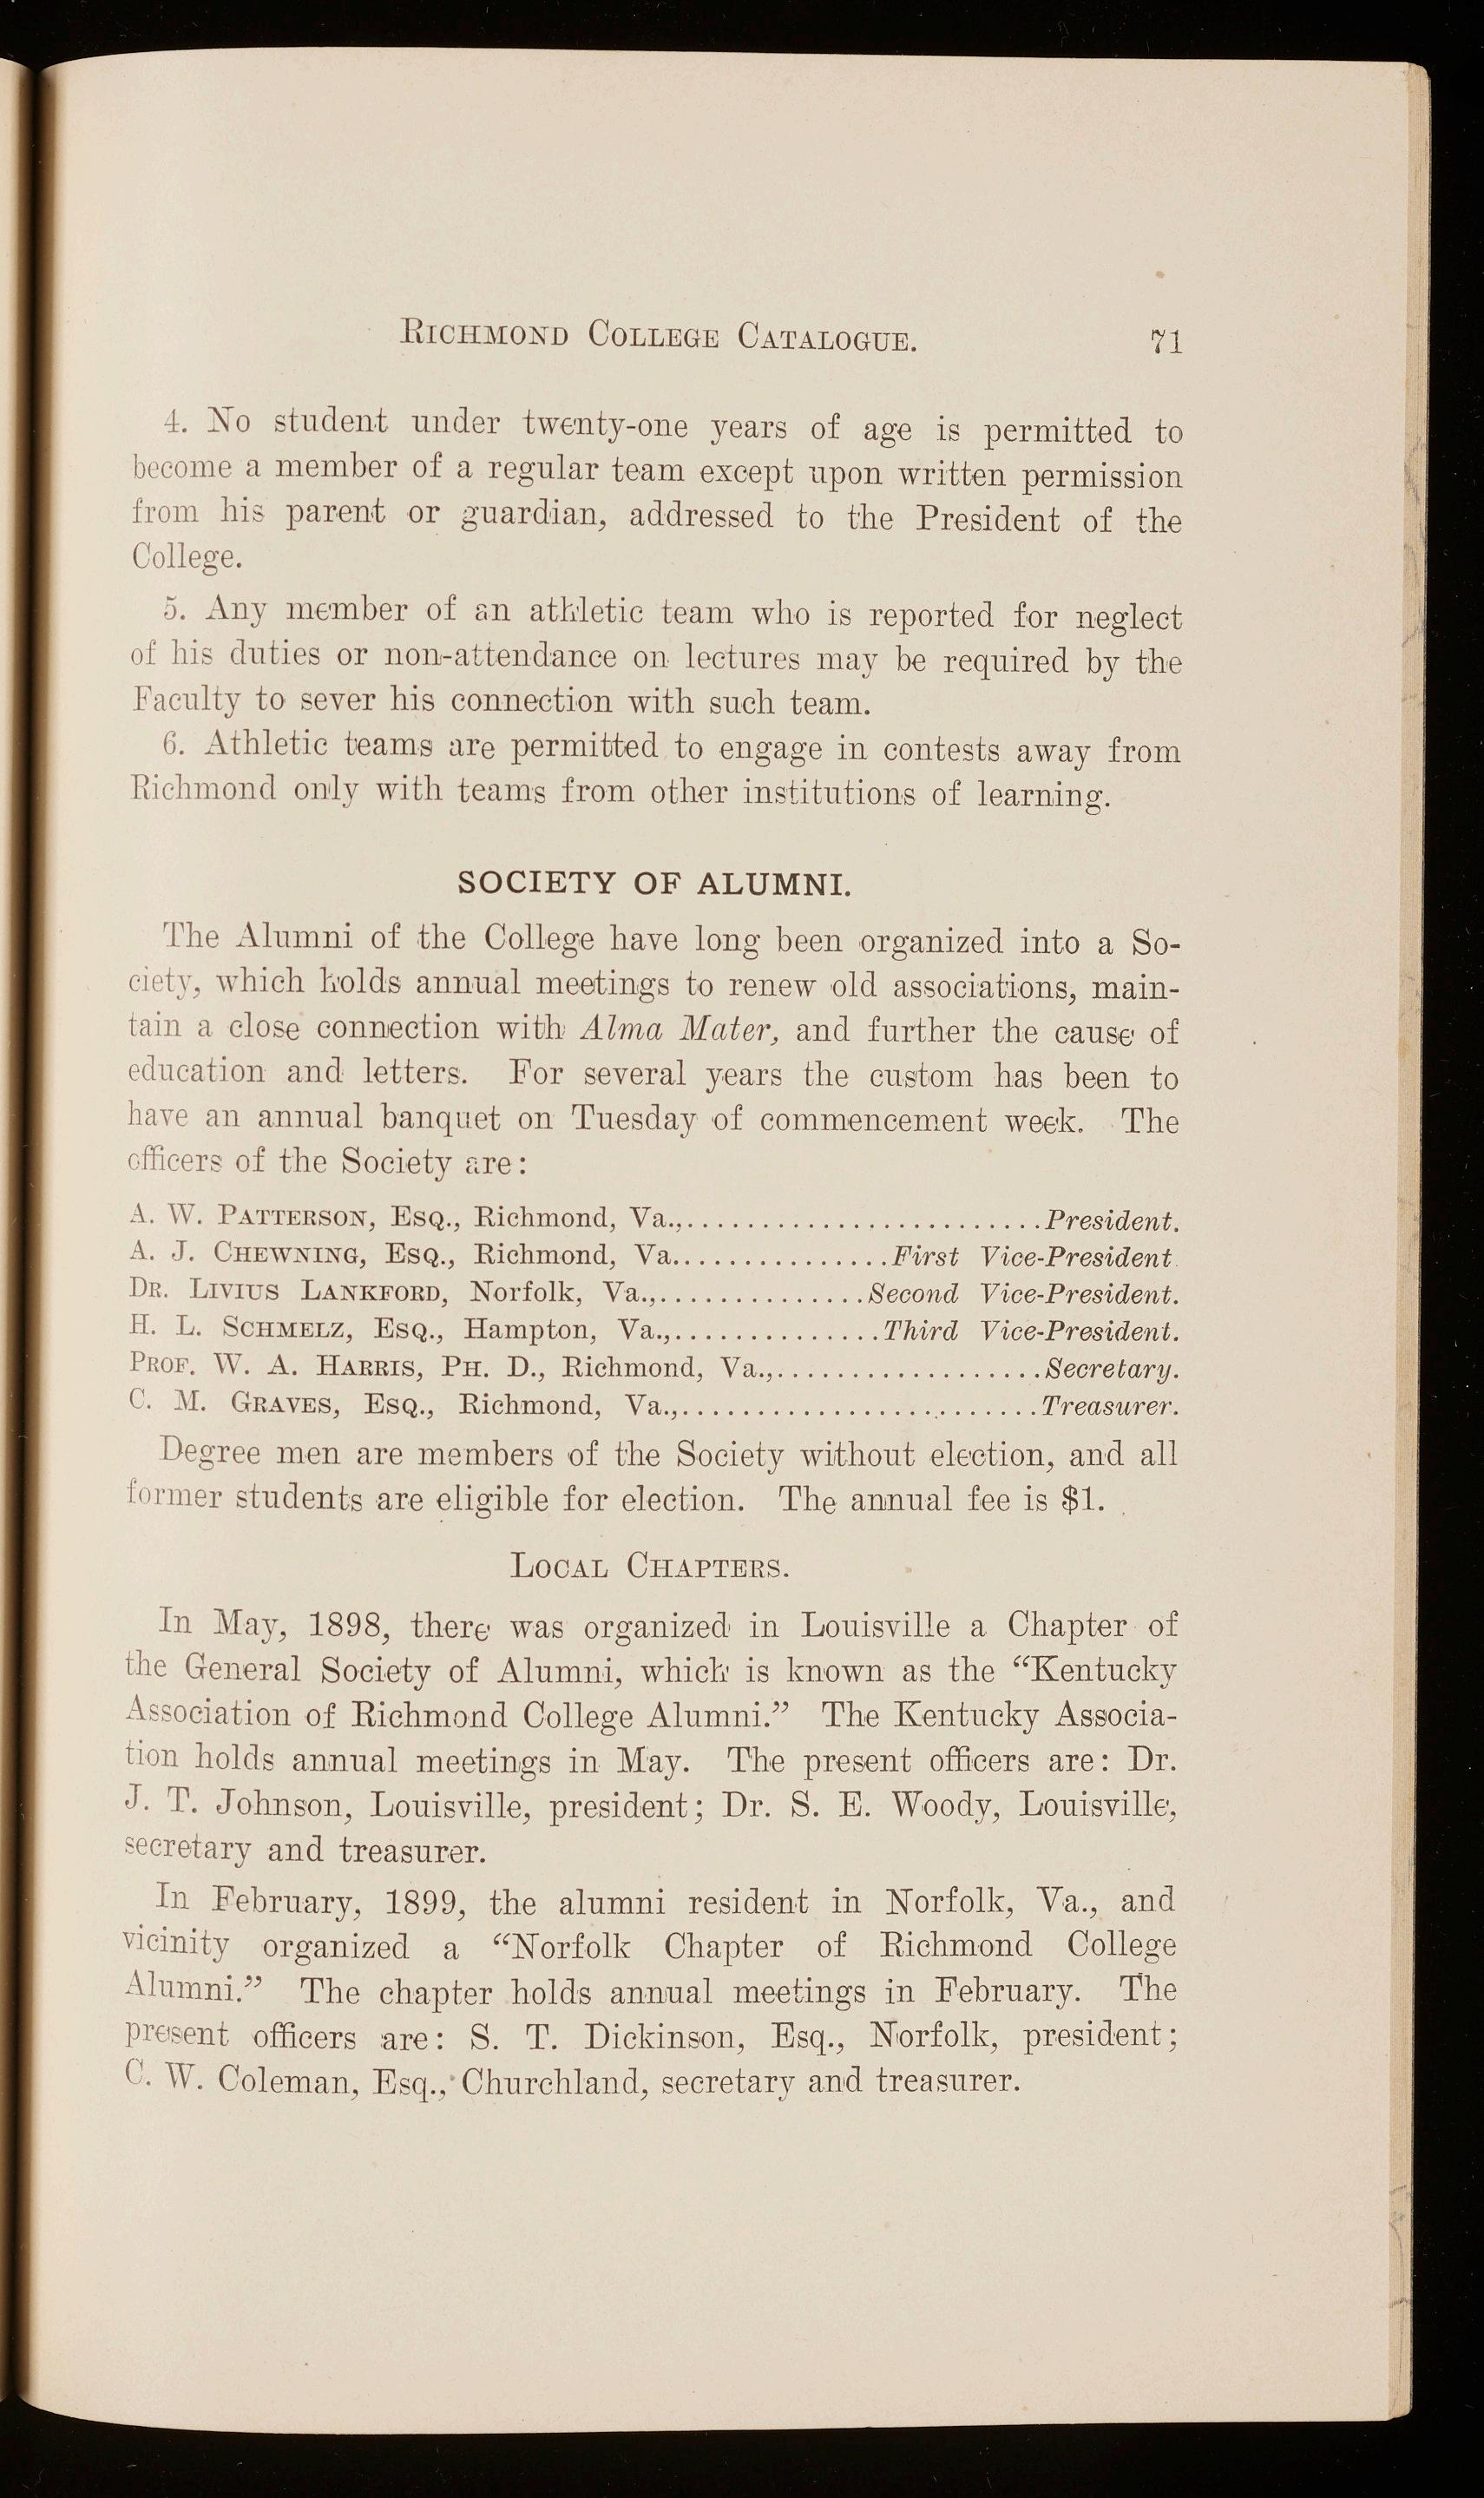 RICHMOND COLLEGE CATALOGUE. 71
4. No student under twenty-one years of age is permitted to
become a member of a regular team except upon written permission
from his parent or guardian, addressed to the President of the
College.
5. Any member of an athletic team who is reported for neglect
of his duties or non-attendance on lectures may be required by the
Faculty to sever his connection with such team.
6. Athletic teams are permitted to engage in contests away from
Richmond only with teams from other institutions of learning.
SOCIETY OF ALUMNI.
The Alumni of the College have long been organized into a So-
ciety, which holds annual meetings to renew old associations, main-
tain a close connection with Alma Mater, and further the cause of
education and letters. For several years the custom has been to
have an annual banquet on Tuesday of commencement week. The
officers of the Society are:
A. W. PATTERSON, ESQ., Richmond, Va.,........................President.
A. J. CHEWNING, ESQ., Richmond, Va...............First Vice-President.
DR. LIVIUS LANKFORD, Norfolk, Va.,..............Second Vice-President.
H. L. SCHMELZ, ESQ., Hampton, Va.,..............Third Vice-President.
PROF. W. A. HARRIS, PH. D., Richmond, Va.,..................Secretary.
C. M. GRAVES, ESQ., Richmond, Va.,........................Treasurer.
Degree men are members of the Society without election, and all
former students are eligible for election. The annual fee is $1.
LOCAL CHAPTERS.
In May, 1898, there was organized in Louisville a Chapter of
the General Society of Alumni, which is known as the “Kentucky
Association of Richmond College Alumni.” The Kentucky Associa-
tion holds annual meetings in May. The present officers are: Dr.
J. T. Johnson, Louisville, president; Dr. S. E. Woody, Louisville,
secretary and treasurer.
In February, 1899, the alumni resident in Norfolk, Va., and
vicinity organized a “Norfolk Chapter of Richmond College
Alumni.” The chapter holds annual meetings in February. The
present officers are: S. T. Dickinson, Esq., Norfolk, president;
C. W. Coleman, Esq., Churchland, secretary and treasurer.